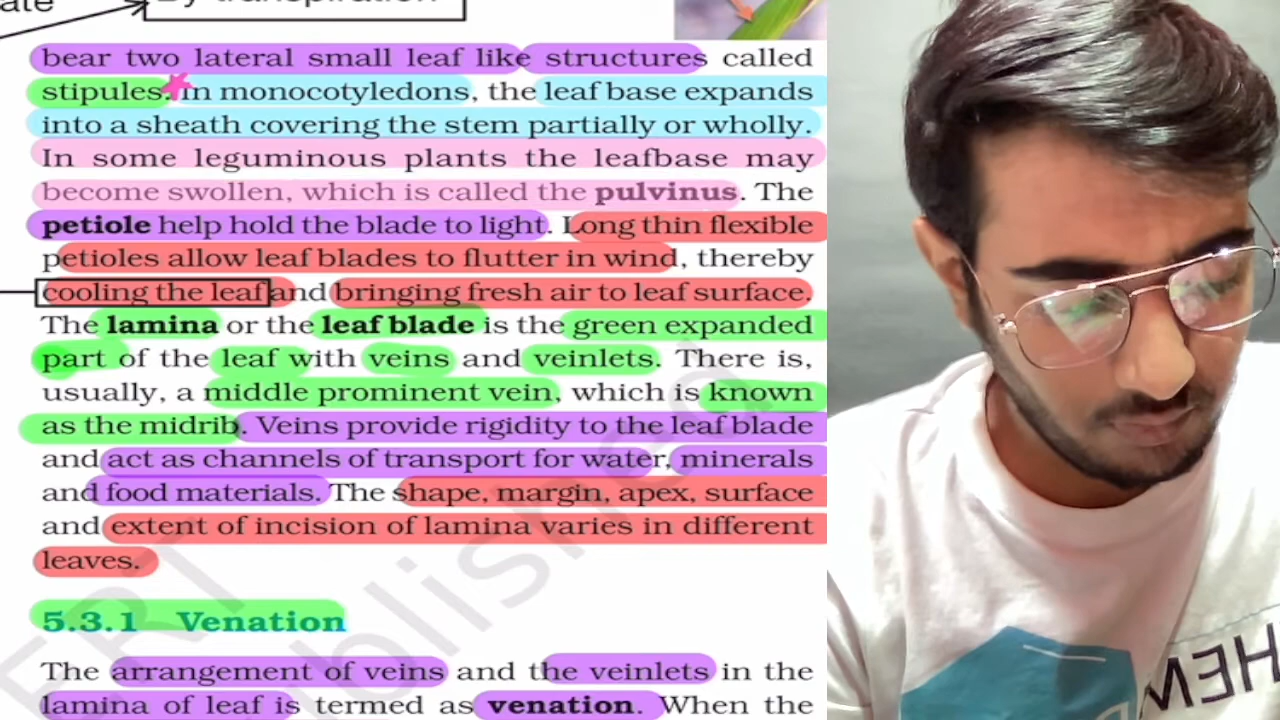 ate
By transpiration
bear two lateral small leaf like structures called
stipules. In monocotyledons, the leaf base expands
into a sheath covering the stem partially or wholly.
In some leguminous plants the leafbase may
become swollen, which is called the pulvinus. The
petiole help hold the blade to light. Long thin flexible
petioles allow leaf blades to flutter in wind, thereby
cooling the leaf and bringing fresh air to leaf surface.
The lamina or the leaf blade is the green expanded
part of the leaf with veins and veinlets. There is,
usually, a middle prominent vein, which is known
as the midrib. Veins provide rigidity to the leaf blade
and act as channels of transport for water, minerals
and food materials. The shape, margin, apex, surface
and extent of incision of lamina varies in different
leaves.
5.3.1 Venation
The arrangement of veins and the veinlets in the
lamina of leaf is termed as venation. When the